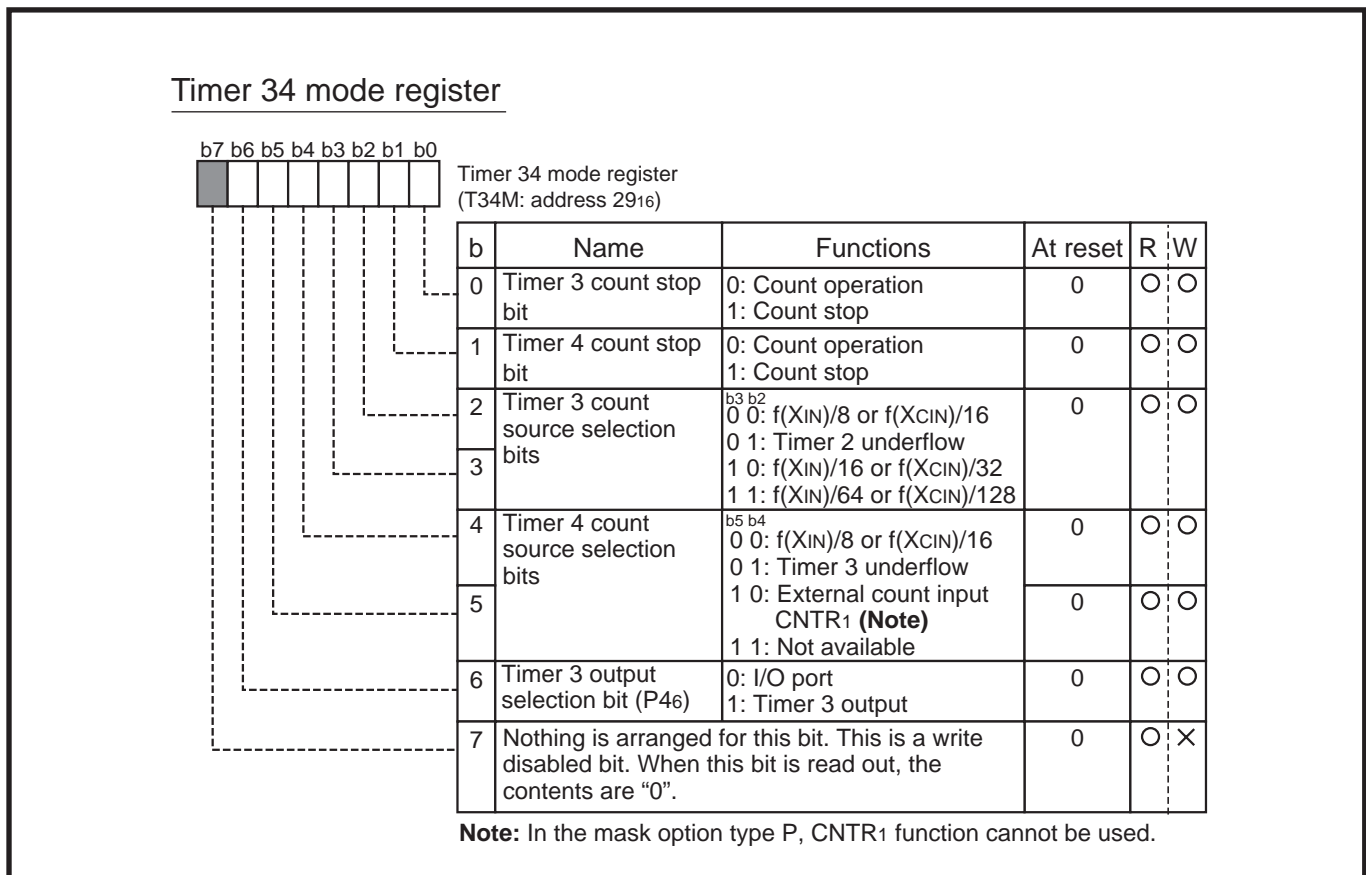 Timer 34 mode register
b7 b6 b5 b4 b3 b2 b1 b0
Timer 34 mode register
(T34M: address 2916)
b Name Functions At reset R W
0 Timer 3 count stop bit 0: Count operation 0 O O
1: Count stop
1 Timer 4 count stop bit 0: Count operation 0 O O
1: Count stop
2 Timer 3 count b3 b2 0 O O
source selection 0 0: f(XIN)/8 or f(XCIN)/16
bits 0 1: Timer 2 underflow
3 1 0: f(XIN)/16 or f(XCIN)/32
1 1: f(XIN)/64 or f(XCIN)/128
4 Timer 4 count b5 b4 0 O O
source selection 0 0: f(XIN)/8 or f(XCIN)/16
bits 0 1: Timer 3 underflow
5 1 0: External count input 0 O O
CNTR1 (Note)
1 1: Not available
6 Timer 3 output 0: I/O port 0 O O
selection bit (P46) 1: Timer 3 output
7 Nothing is arranged for this bit. This is a write 0 O ×
disabled bit. When this bit is read out, the
contents are “0”.
Note: In the mask option type P, CNTR1 function cannot be used.